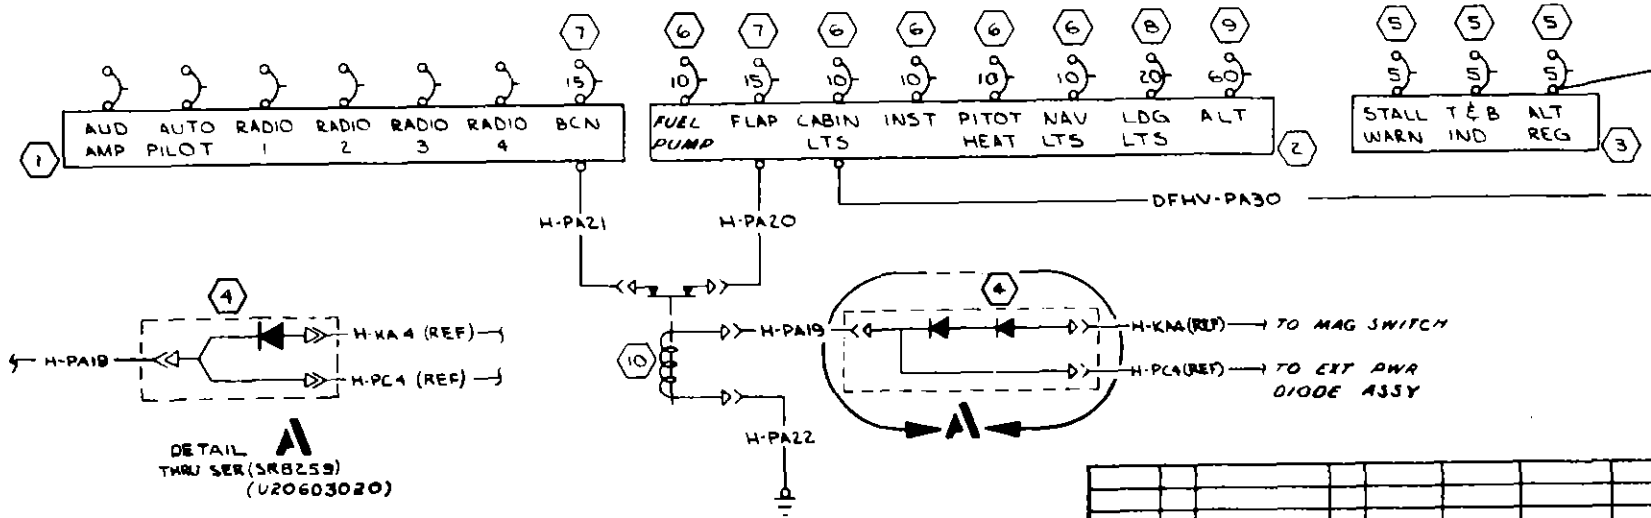 7 6 7 6 6 6 6 8 9 5 5 5
15 10 15 10 10 10 10 20 60 5 5 5
AUD AMP
AUTO PILOT
RADIO 1
RADIO 2
RADIO 3
RADIO 4
BCN
1
FUEL PUMP
FLAP
CABIN LTS
INST
PITOT HEAT
NAV LTS
LDG LTS
ALT
2
STALL WARN
T & B IND
ALT REG
3
H-PA21
H-PA20
DFHV-PA30
4
H-PA18
H-KA4 (REF)
H-PC4 (REF)
DETAIL A
THRU SER (SRB259)
(U20603020)
10
H-PA19
H-PA22
4
H-KA4 (REF) TO MAG SWITCH
H-PC4 (REF) TO EXT PWR
DIODE ASSY
A